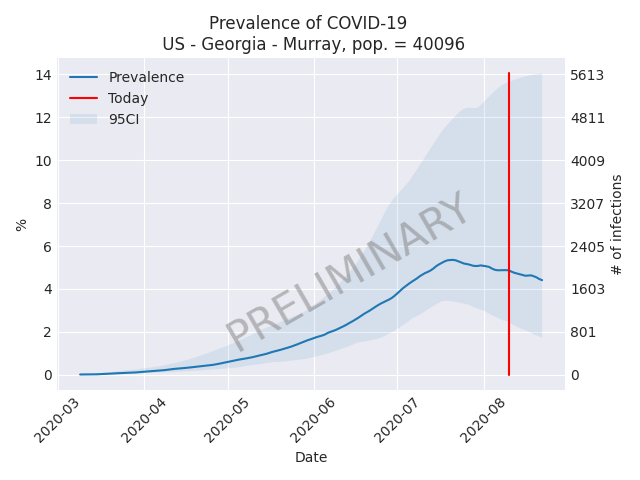 Prevalence of COVID-19
US - Georgia - Murray, pop. = 40096
Prevalence
Today
95CI
PRELIMINARY
14
12
10
8
6
4
2
0
%
5613
4811
4009
3207
2405
1603
801
0
# of infections
2020-03
2020-04
2020-05
2020-06
2020-07
2020-08
Date